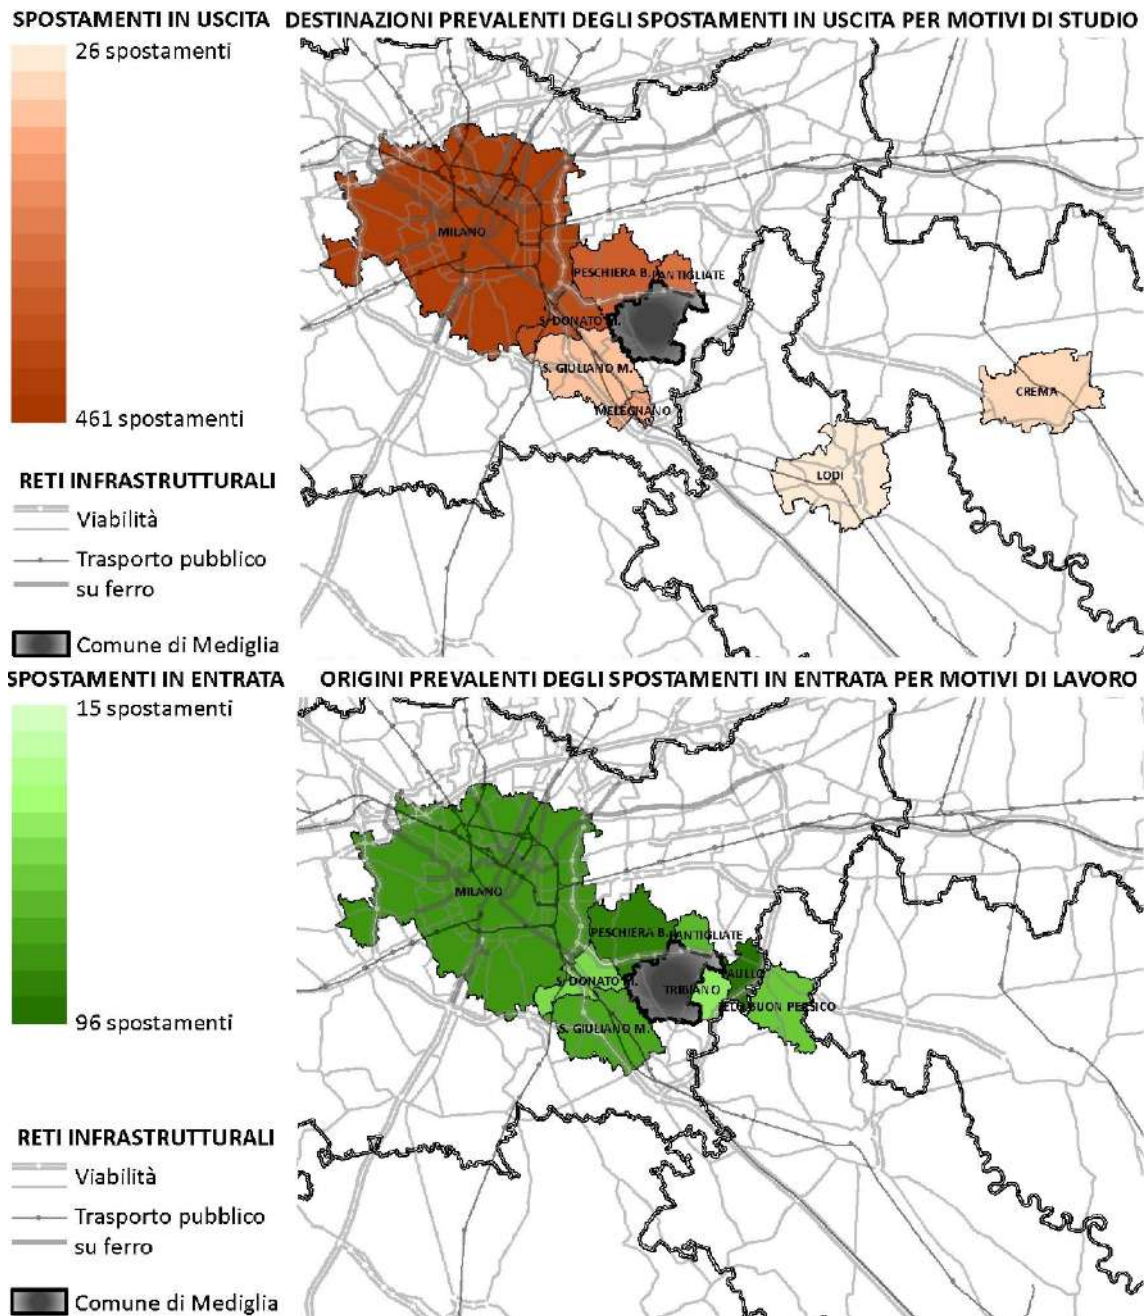 SPOSTAMENTI IN USCITA
DESTINAZIONI PREVALENTI DEGLI SPOSTAMENTI IN USCITA PER MOTIVI DI STUDIO
26 spostamenti
461 spostamenti
MILANO
PESCHIERA B.
PANTIGLIATE
S. DONATO M.
S. GIULIANO M.
MELEGNANO
CREMA
LODI
RETI INFRASTRUTTURALI
Viabilità
Trasporto pubblico
su ferro
Comune di Mediglia
SPOSTAMENTI IN ENTRATA
ORIGINI PREVALENTI DEGLI SPOSTAMENTI IN ENTRATA PER MOTIVI DI LAVORO
15 spostamenti
96 spostamenti
MILANO
PESCHIERA B.
PANTIGLIATE
S. DONATO M.
TRIBIANO
BUON PERSICO
S. GIULIANO M.
RETI INFRASTRUTTURALI
Viabilità
Trasporto pubblico
su ferro
Comune di Mediglia